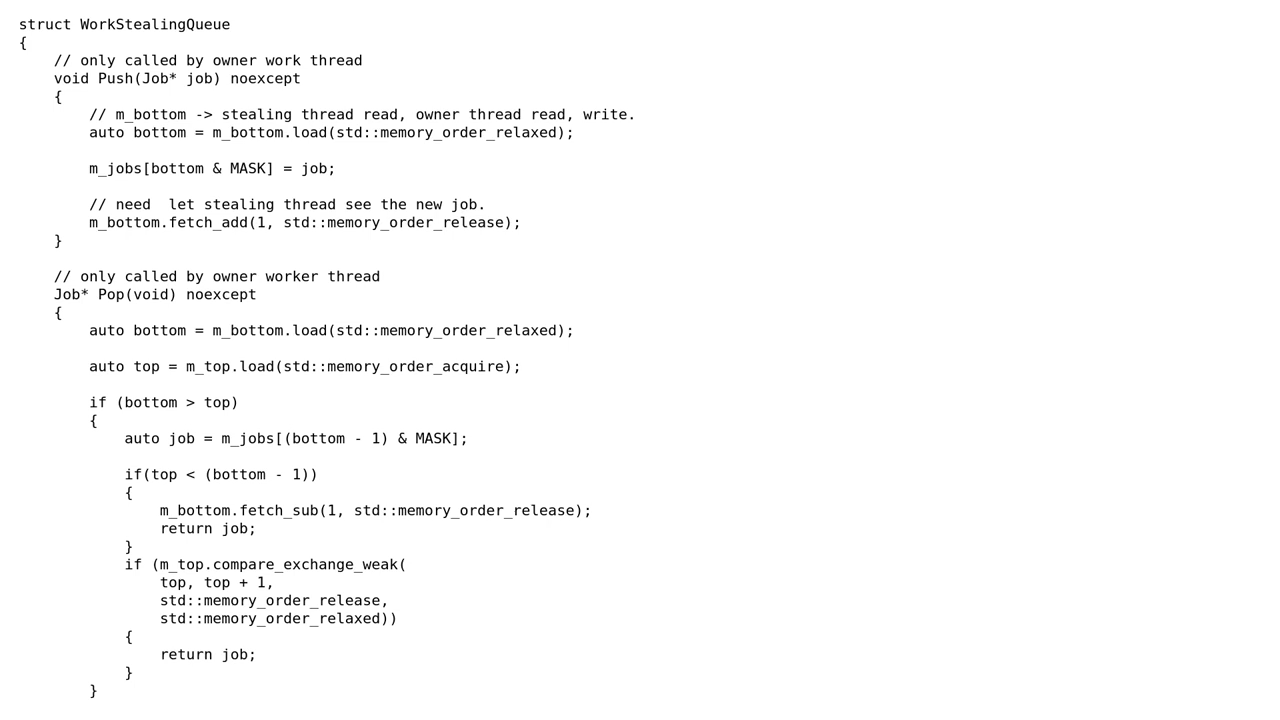 struct WorkStealingQueue
{
    // only called by owner work thread
    void Push(Job* job) noexcept
    {
        // m_bottom -> stealing thread read, owner thread read, write.
        auto bottom = m_bottom.load(std::memory_order_relaxed);

        m_jobs[bottom & MASK] = job;

        // need  let stealing thread see the new job.
        m_bottom.fetch_add(1, std::memory_order_release);
    }

    // only called by owner worker thread
    Job* Pop(void) noexcept
    {
        auto bottom = m_bottom.load(std::memory_order_relaxed);

        auto top = m_top.load(std::memory_order_acquire);

        if (bottom > top)
        {
            auto job = m_jobs[(bottom - 1) & MASK];

            if(top < (bottom - 1))
            {
                m_bottom.fetch_sub(1, std::memory_order_release);
                return job;
            }
            if (m_top.compare_exchange_weak(
                top, top + 1,
                std::memory_order_release,
                std::memory_order_relaxed))
            {
                return job;
            }
        }